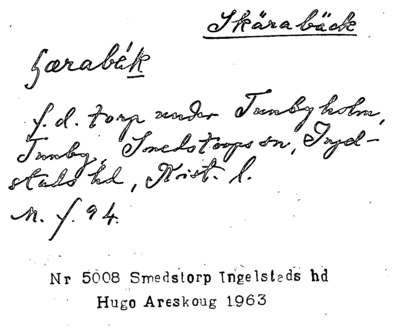 Skärabäck
særabäk
f.d. torp under Tunbyholm,
Tunby, Smedstorps sn, Ingel-
stads hd, Krist. l.
M. f. 94.
Nr 5008 Smedstorp Ingelsteds hd
Hugo Areskoug 1963